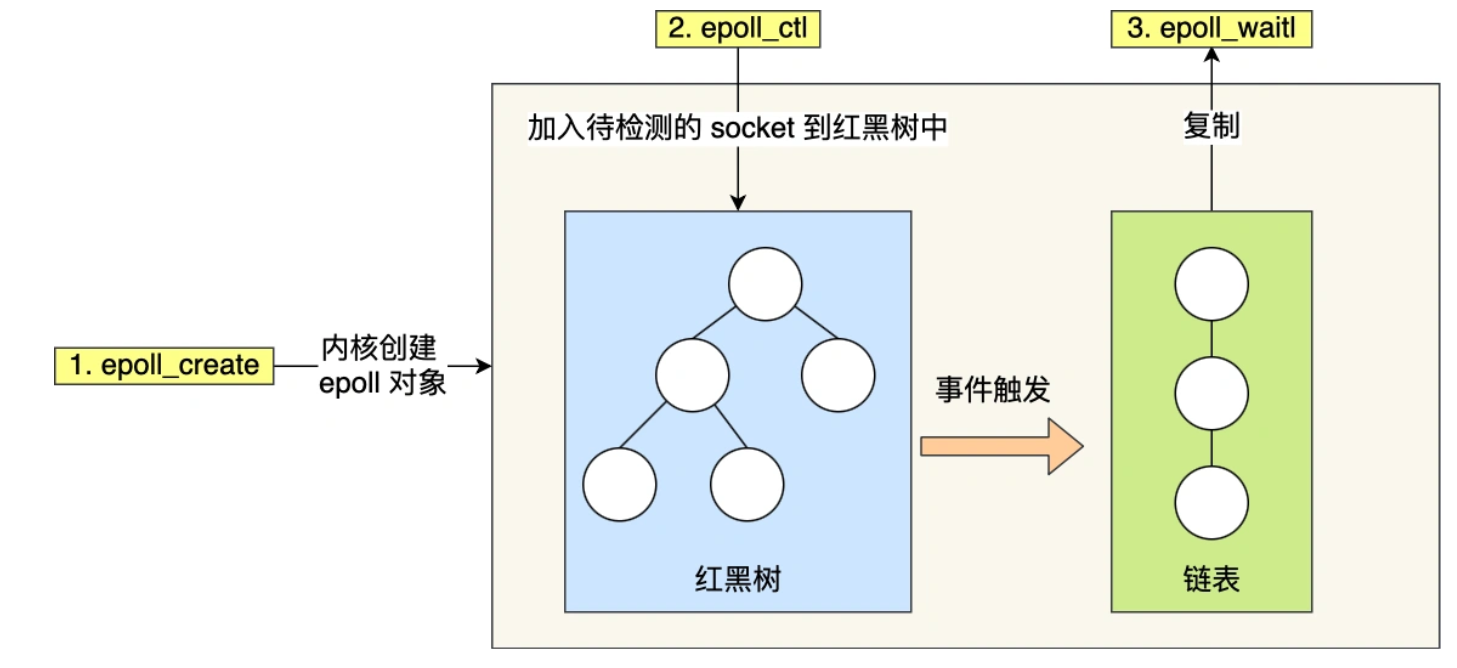 2. epoll_ctl
3. epoll_waitl
加入待检测的 socket 到红黑树中
复制
1. epoll_create
内核创建
epoll 对象
事件触发
红黑树
链表